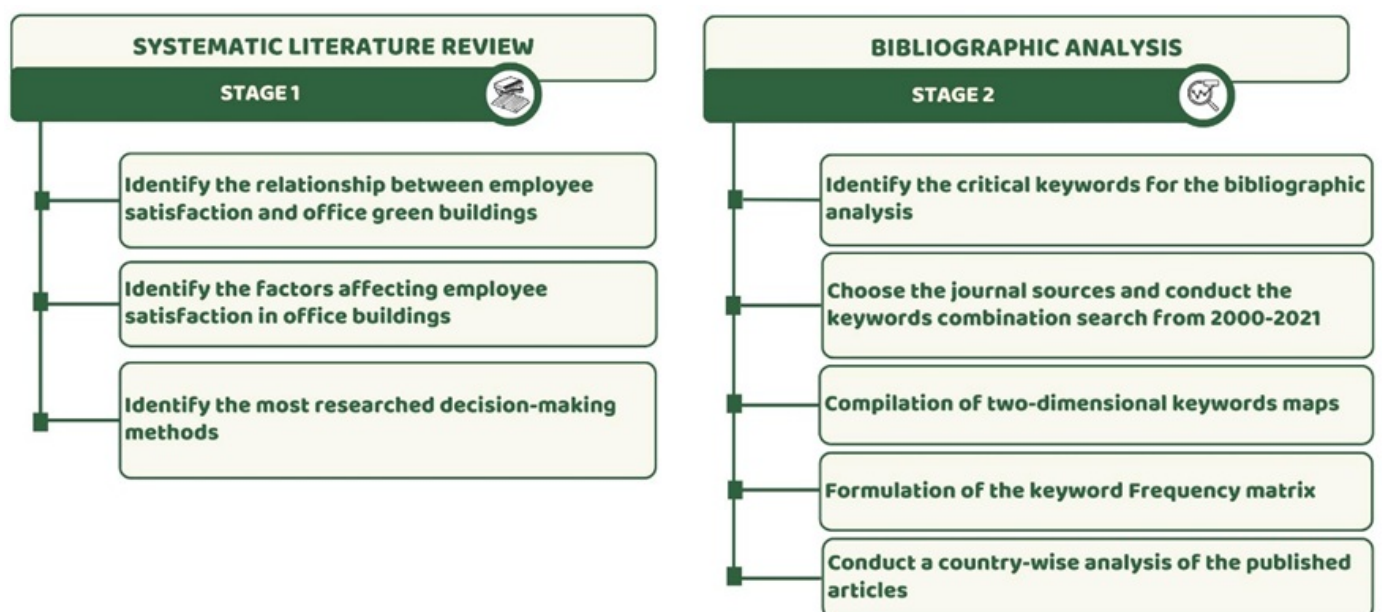 SYSTEMATIC LITERATURE REVIEW
STAGE 1
Identify the relationship between employee
satisfaction and office green buildings
Identify the factors affecting employee
satisfaction in office buildings
Identify the most researched decision-making
methods
BIBLIOGRAPHIC ANALYSIS
STAGE 2
Identify the critical keywords for the bibliographic
analysis
Choose the journal sources and conduct the
keywords combination search from 2000-2021
Compilation of two-dimensional keywords maps
Formulation of the keyword Frequency matrix
Conduct a country-wise analysis of the published
articles